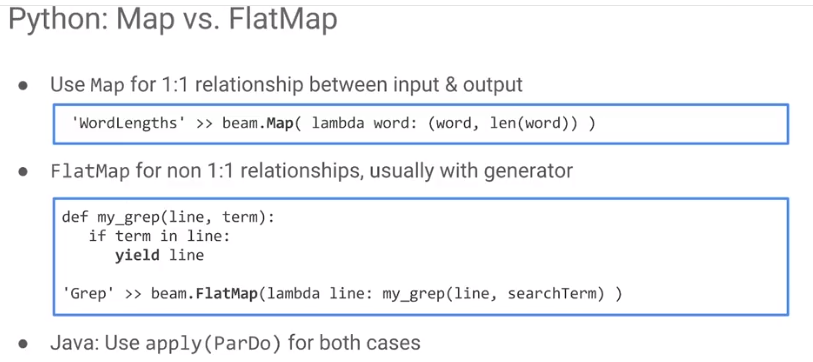 Python: Map vs. FlatMap
● Use Map for 1:1 relationship between input & output
'WordLengths' >> beam.Map( lambda word: (word, len(word)) )
● FlatMap for non 1:1 relationships, usually with generator
def my_grep(line, term):
   if term in line:
      yield line
'Grep' >> beam.FlatMap(lambda line: my_grep(line, searchTerm) )
● Java: Use apply(ParDo) for both cases